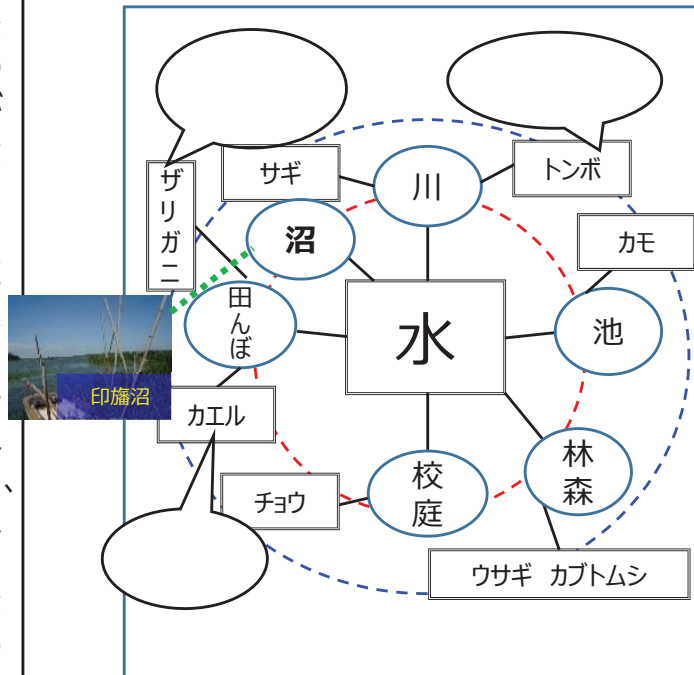 サギ
川
トンボ
ザリガニ
沼
カモ
田んぼ
水
池
印旛沼
カエル
校庭
林森
チョウ
ウサギ カブトムシ